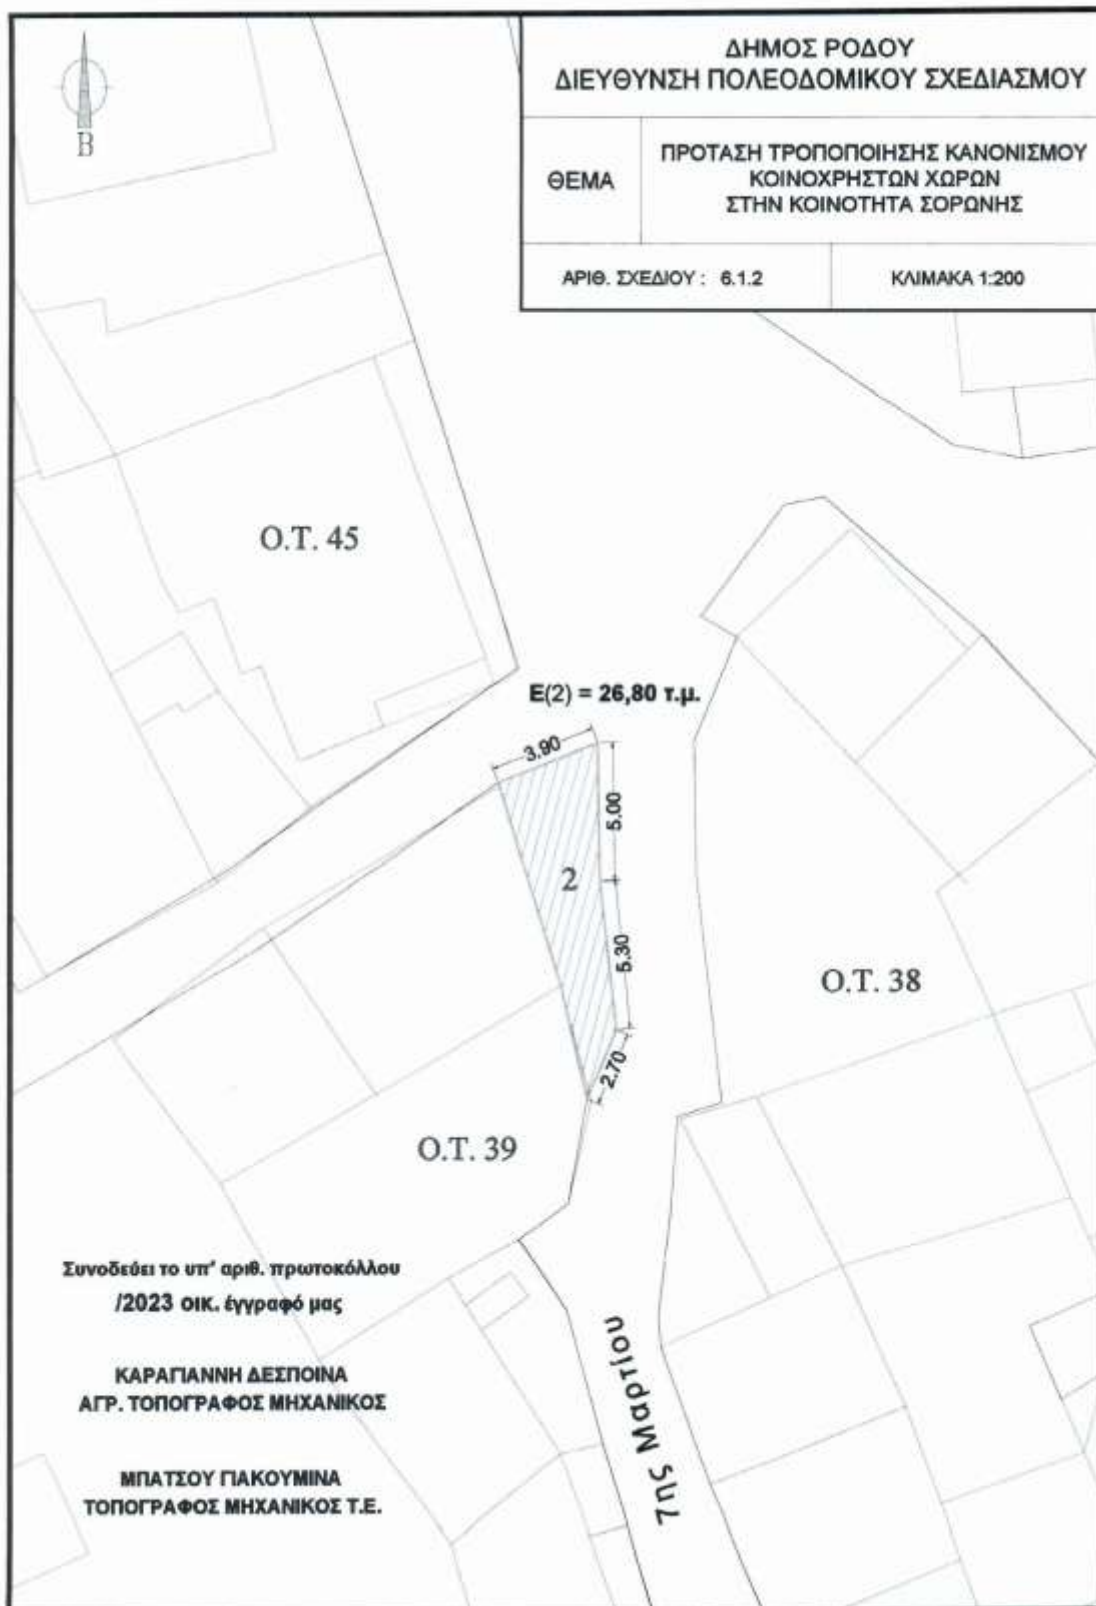 Β
ΔΗΜΟΣ ΡΟΔΟΥ
ΔΙΕΥΘΥΝΣΗ ΠΟΛΕΟΔΟΜΙΚΟΥ ΣΧΕΔΙΑΣΜΟΥ
ΘΕΜΑ
ΠΡΟΤΑΣΗ ΤΡΟΠΟΠΟΙΗΣΗΣ ΚΑΝΟΝΙΣΜΟΥ
ΚΟΙΝΟΧΡΗΣΤΩΝ ΧΩΡΩΝ
ΣΤΗΝ ΚΟΙΝΟΤΗΤΑ ΣΟΡΩΝΗΣ
ΑΡΙΘ. ΣΧΕΔΙΟΥ : 6.1.2
ΚΛΙΜΑΚΑ 1:200
Ο.Τ. 45
Ε(2) = 26,80 τ.μ.
3.90
5.00
2
5.30
2.70
Ο.Τ. 38
Ο.Τ. 39
7ης Μαρτίου
Συνοδεύει το υπ' αριθ. πρωτοκόλλου
/2023 οικ. έγγραφό μας
ΚΑΡΑΓΙΑΝΝΗ ΔΕΣΠΟΙΝΑ
ΑΓΡ. ΤΟΠΟΓΡΑΦΟΣ ΜΗΧΑΝΙΚΟΣ
ΜΠΑΤΣΟΥ ΓΙΑΚΟΥΜΙΝΑ
ΤΟΠΟΓΡΑΦΟΣ ΜΗΧΑΝΙΚΟΣ Τ.Ε.